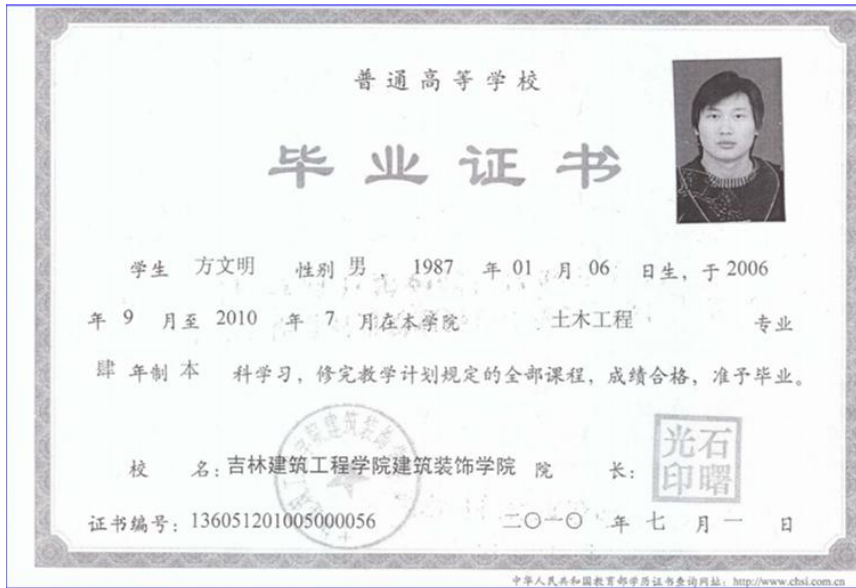 普通高等学校
毕业证书
学生 方文明 性别 男 , 1987 年 01 月 06 日生，于 2006
年 9 月至 2010 年 7 月在本学院 土木工程 专业
肆 年制 本 科学习，修完教学计划规定的全部课程，成绩合格，准予毕业。
校 名：吉林建筑工程学院建筑装饰学院 院 长：
石曙光印
证书编号：136051201005000056 二〇一〇 年 七 月 一 日
中华人民共和国教育部学历证书查询网址：http://www.chsi.com.cn